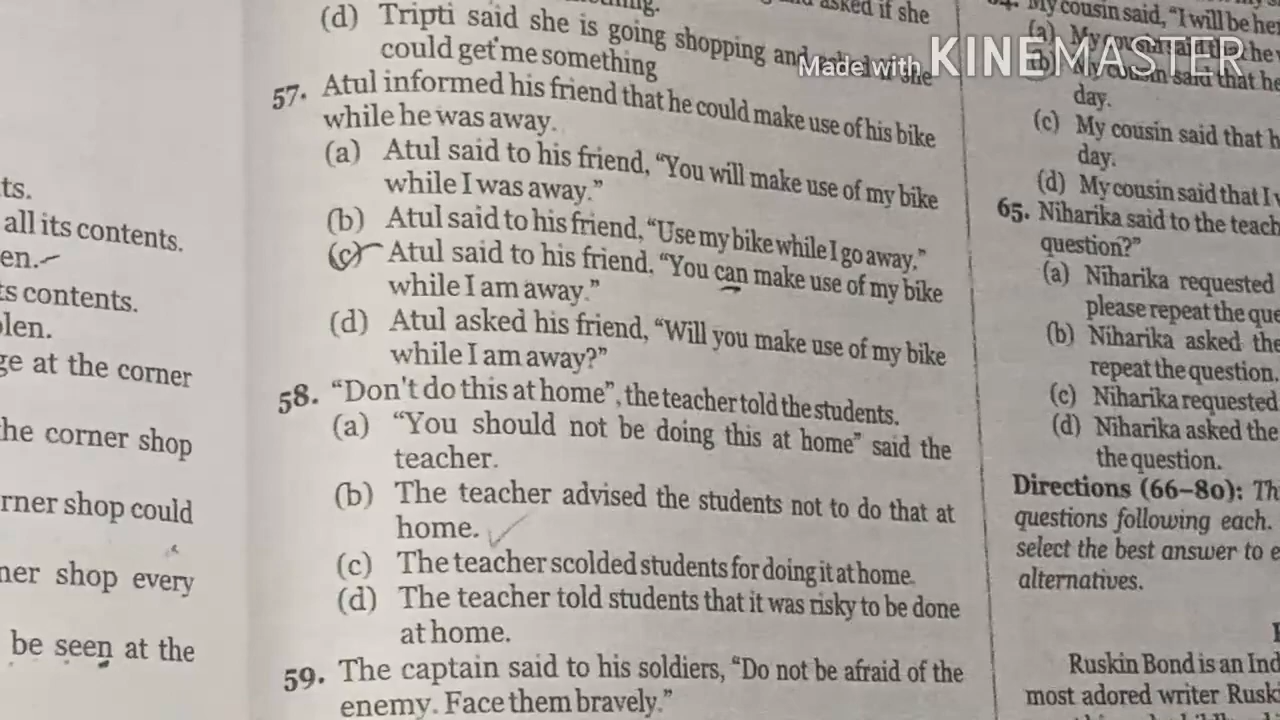 asked if she
(d) Tripti said she is going shopping and she
could get me something
57. Atul informed his friend that he could make use of his bike
while he was away.
(a) Atul said to his friend, “You will make use of my bike
while I was away.”
(b) Atul said to his friend, “Use my bike while I go away.”
(c) Atul said to his friend, “You can make use of my bike
while I am away.”
(d) Atul asked his friend, “Will you make use of my bike
while I am away?”
58. “Don't do this at home”, the teacher told the students.
(a) “You should not be doing this at home” said the
teacher.
(b) The teacher advised the students not to do that at
home.
(c) The teacher scolded students for doing it at home.
(d) The teacher told students that it was risky to be done
at home.
59. The captain said to his soldiers, “Do not be afraid of the
enemy. Face them bravely.”
ts.
all its contents.
en.
ts contents.
len.
ge at the corner
he corner shop
rner shop could
ner shop every
be seen at the
My cousin said, “I will be her
(a) My cousin said that he
(b) My cousin said that he
day.
(c) My cousin said that h
day.
(d) My cousin said that I
65. Niharika said to the teach
question?”
(a) Niharika requested
please repeat the que
(b) Niharika asked the
repeat the question.
(c) Niharika requested
(d) Niharika asked the
the question.
Directions (66–80): Th
questions following each.
select the best answer to e
alternatives.
Ruskin Bond is an Ind
most adored writer Rusk
Made with KINEMASTER